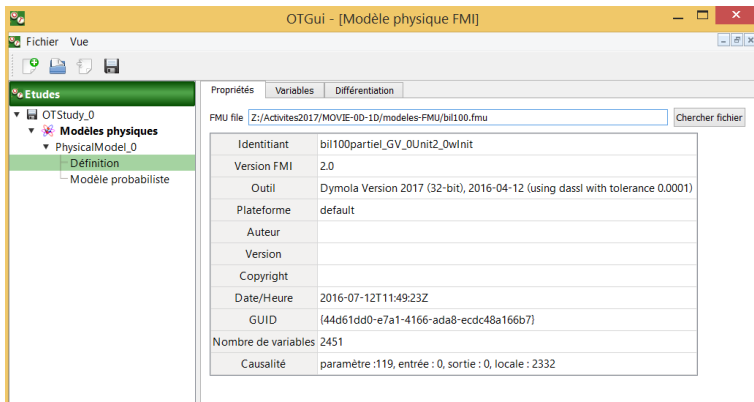 OTGui - [Modèle physique FMI]
Fichier Vue
Etudes
OTStudy_0
Modèles physiques
PhysicalModel_0
Définition
Modèle probabiliste
Propriétés Variables Différentiation
FMU file Z:/Activites2017/MOVIE-0D-1D/modeles-FMU/bil100.fmu Chercher fichier
Identitiant bil100partiel_GV_0Unit2_0wInit
Version FMI 2.0
Outil Dymola Version 2017 (32-bit), 2016-04-12 (using dassl with tolerance 0.0001)
Plateforme default
Auteur
Version
Copyright
Date/Heure 2016-07-12T11:49:23Z
GUID {44d61dd0-e7a1-4166-ada8-ecdc48a166b7}
Nombre de variables 2451
Causalité paramètre :119, entrée : 0, sortie : 0, locale : 2332